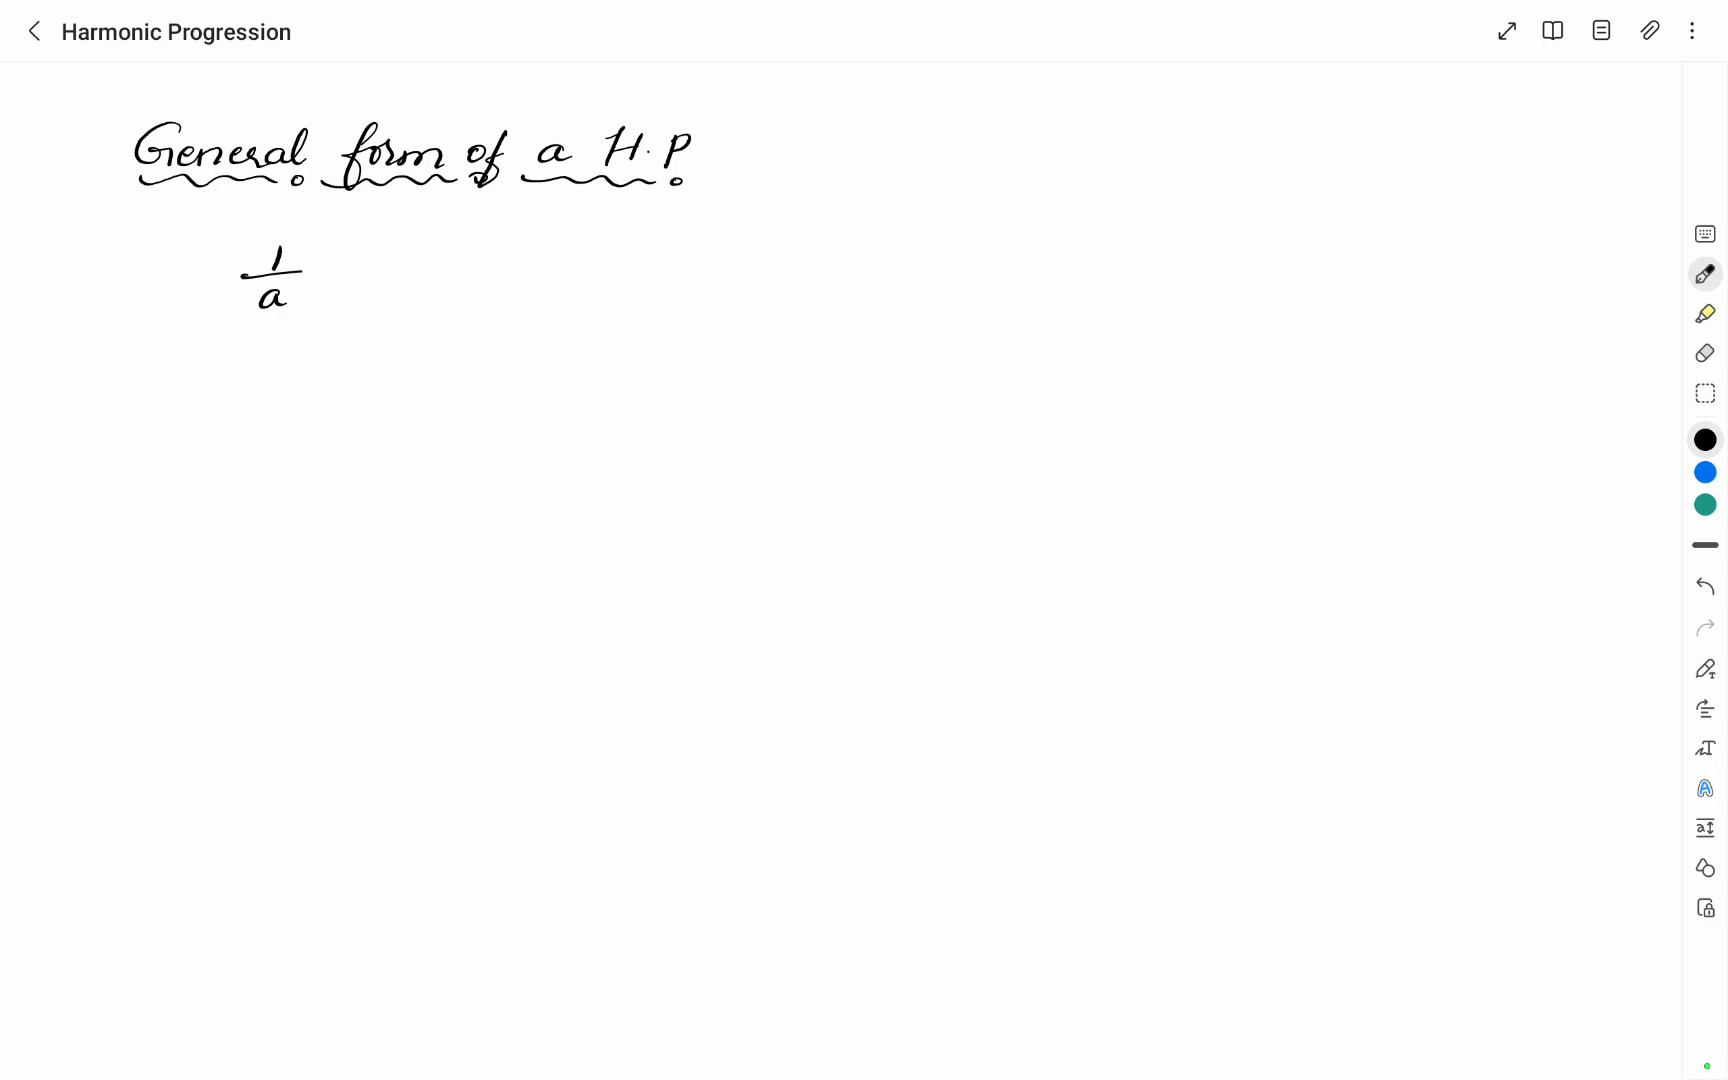 Harmonic Progression
General form of a H.P
1
a